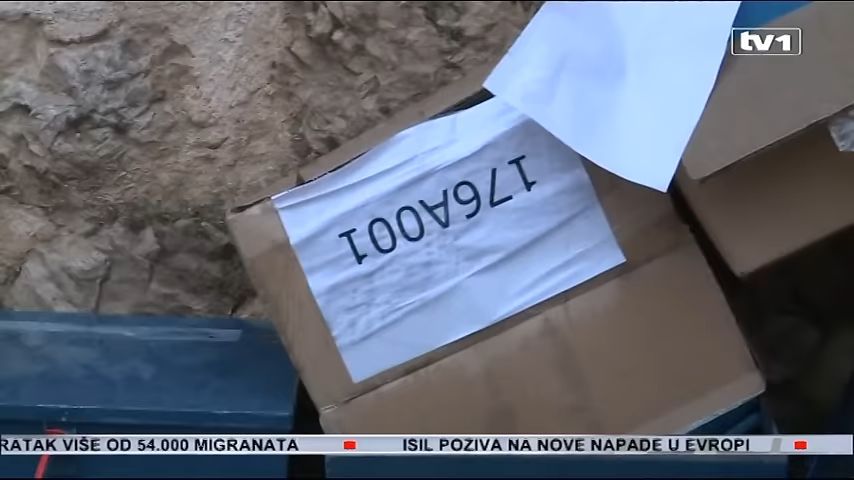 tv1
176A001
RATAK VIŠE OD 54.000 MIGRANATA ISIL POZIVA NA NOVE NAPADE U EVROPI